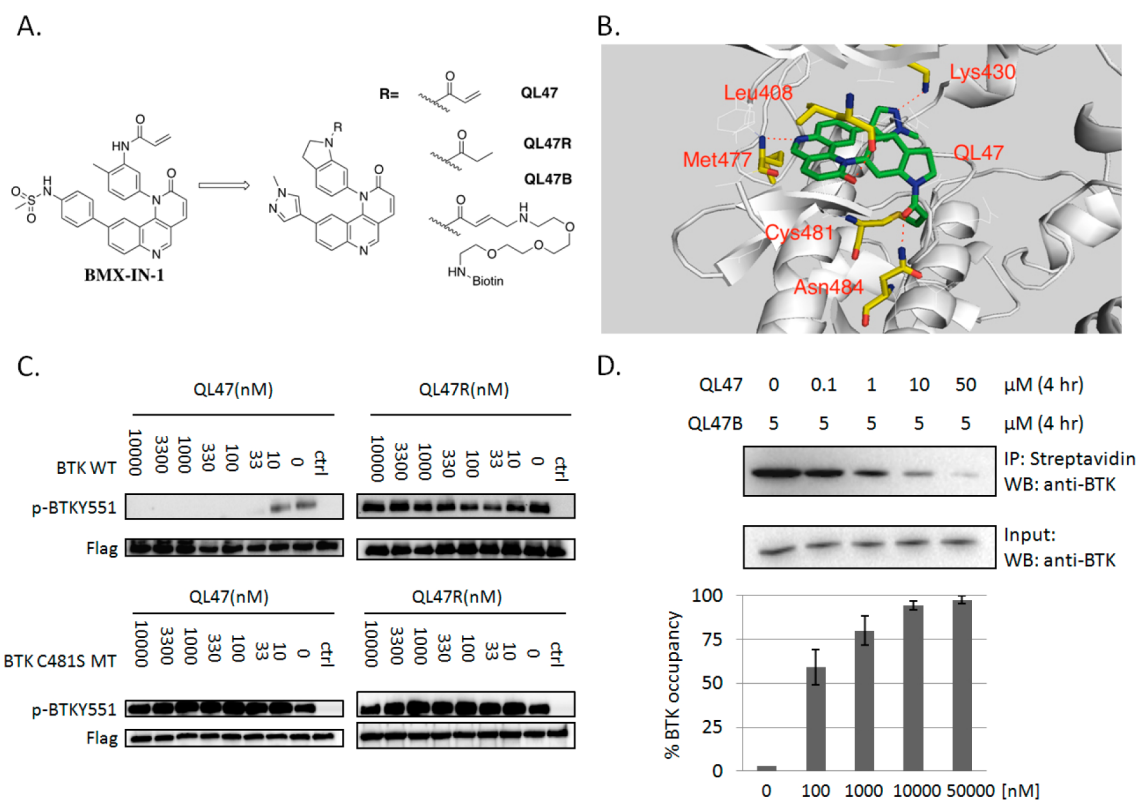 A.
R=
O
QL47
O
QL47R
QL47B
O
H
N
O
O
O
O
HN
Biotin
O
HN
O
N
H
N
O
S
O
N
BMX-IN-1
R
N
O
N
N
N
N
B.
Lys430
Leu408
Met477
QL47
Cys481
Asn484
C.
QL47(nM) QL47R(nM)
BTK WT 10000 3300 1000 330 100 33 10 0 ctrl 10000 3300 1000 330 100 33 10 0 ctrl
p-BTKY551
Flag
QL47(nM) QL47R(nM)
BTK C481S MT 10000 3300 1000 330 100 33 10 0 ctrl 10000 3300 1000 330 100 33 10 0 ctrl
p-BTKY551
Flag
D.
QL47 0 0.1 1 10 50 μM (4 hr)
QL47B 5 5 5 5 5 μM (4 hr)
IP: Streptavidin
WB: anti-BTK
Input:
WB: anti-BTK
% BTK occupancy
100
75
50
25
0
0 100 1000 10000 50000 [nM]